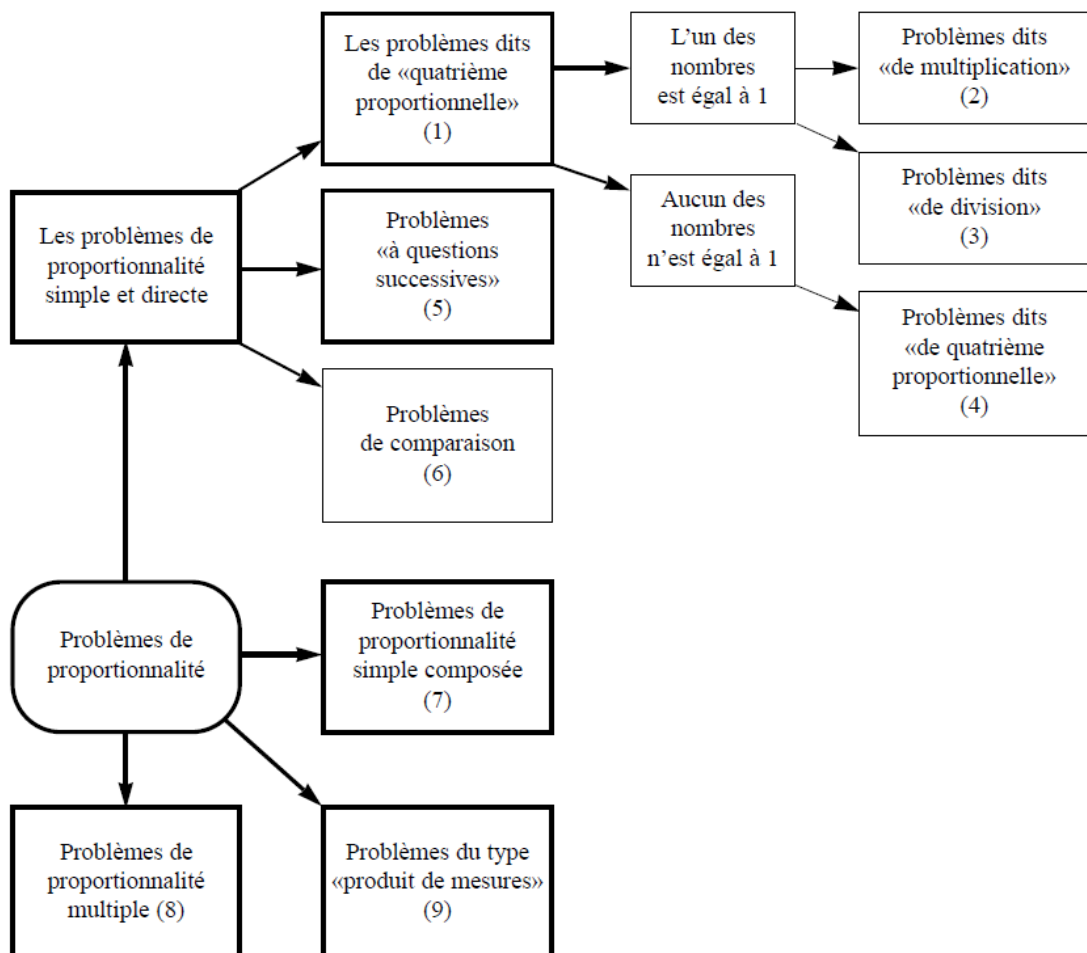 Les problèmes dits
de «quatrième
proportionnelle»
(1)
L’un des
nombres
est égal à 1
Problèmes dits
«de multiplication»
(2)
Problèmes dits
«de division»
(3)
Aucun des
nombres
n’est égal à 1
Les problèmes de
proportionnalité
simple et directe
Problèmes
«à questions
successives»
(5)
Problèmes dits
«de quatrième
proportionnelle»
(4)
Problèmes
de comparaison
(6)
Problèmes de
proportionnalité
Problèmes de
proportionnalité
simple composée
(7)
Problèmes de
proportionnalité
multiple (8)
Problèmes du type
«produit de mesures»
(9)